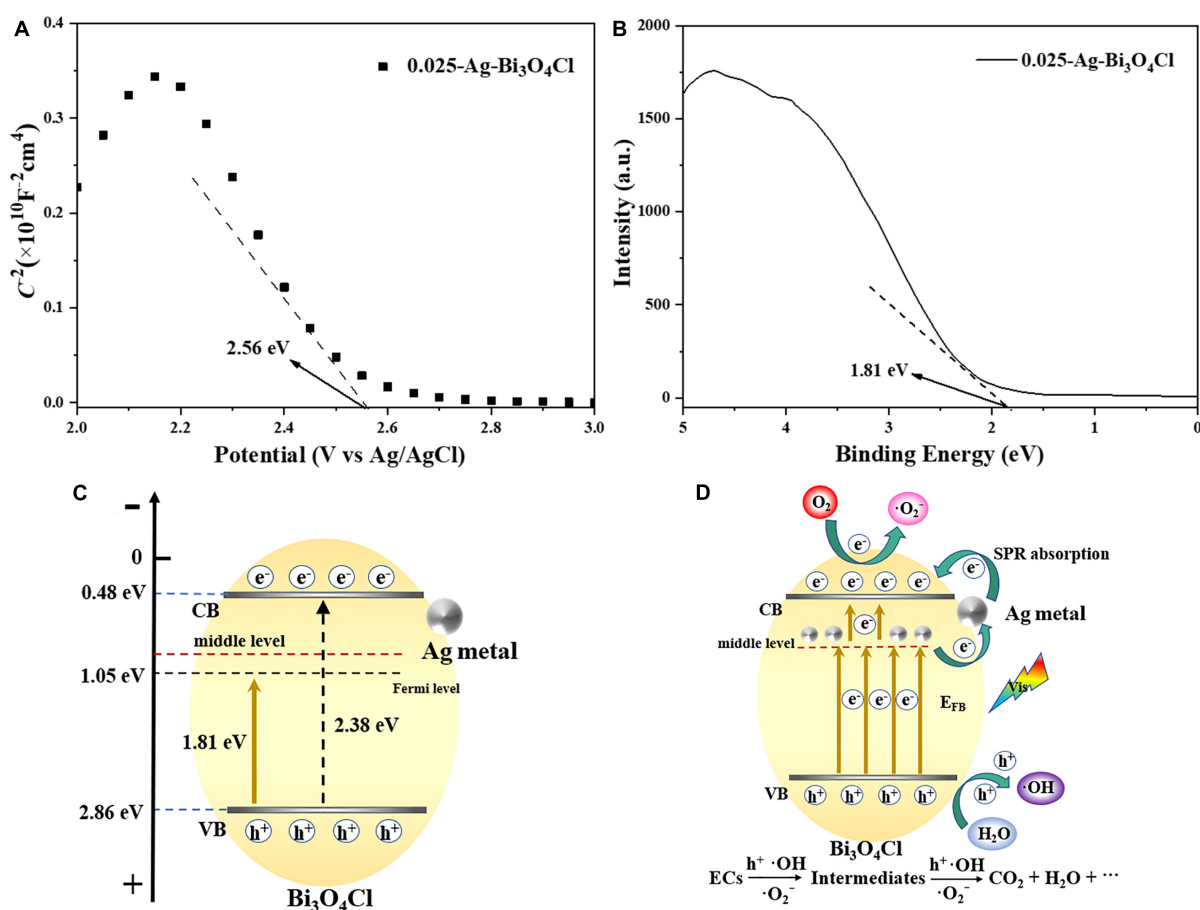 A
0.4
0.3
0.2
0.1
0.0
2.0 2.2 2.4 2.6 2.8 3.0
C⁻²(×10¹⁰F⁻²cm⁴)
Potential (V vs Ag/AgCl)
0.025-Ag-Bi₃O₄Cl
2.56 eV
B
2000
1500
1000
500
0
5 4 3 2 1 0
Intensity (a.u.)
Binding Energy (eV)
0.025-Ag-Bi₃O₄Cl
1.81 eV
C
-
0
0.48 eV
1.05 eV
2.86 eV
+
e⁻ e⁻ e⁻ e⁻
CB
middle level
Ag metal
Fermi level
1.81 eV
2.38 eV
VB
h⁺ h⁺ h⁺ h⁺
Bi₃O₄Cl
D
O₂
·O₂⁻
e⁻
SPR absorption
e⁻
e⁻ e⁻ e⁻ e⁻
CB
Ag metal
e⁻
middle level
e⁻
Vis
e⁻ e⁻ e⁻
E_FB
h⁺
VB
h⁺ h⁺ h⁺ h⁺
h⁺
·OH
H₂O
Bi₃O₄Cl
h⁺ ·OH h⁺ ·OH
ECs → Intermediates → CO₂ + H₂O + ···
·O₂⁻ ·O₂⁻